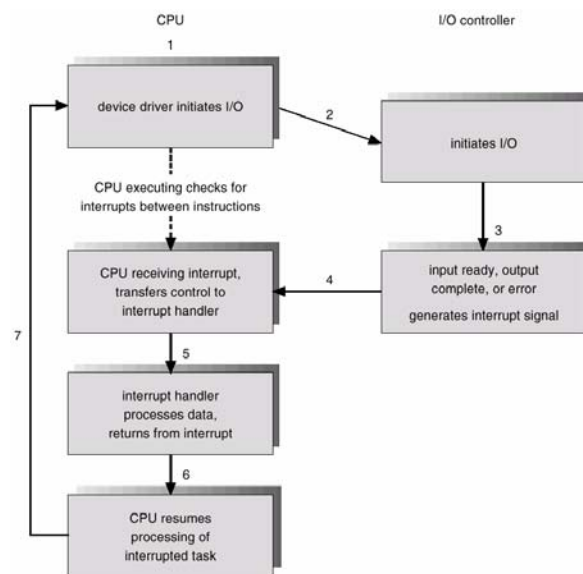 CPU
I/O controller
1
device driver initiates I/O
2
initiates I/O
CPU executing checks for
interrupts between instructions
3
CPU receiving interrupt,
transfers control to
interrupt handler
4
input ready, output
complete, or error
generates interrupt signal
7
5
interrupt handler
processes data,
returns from interrupt
6
CPU resumes
processing of
interrupted task